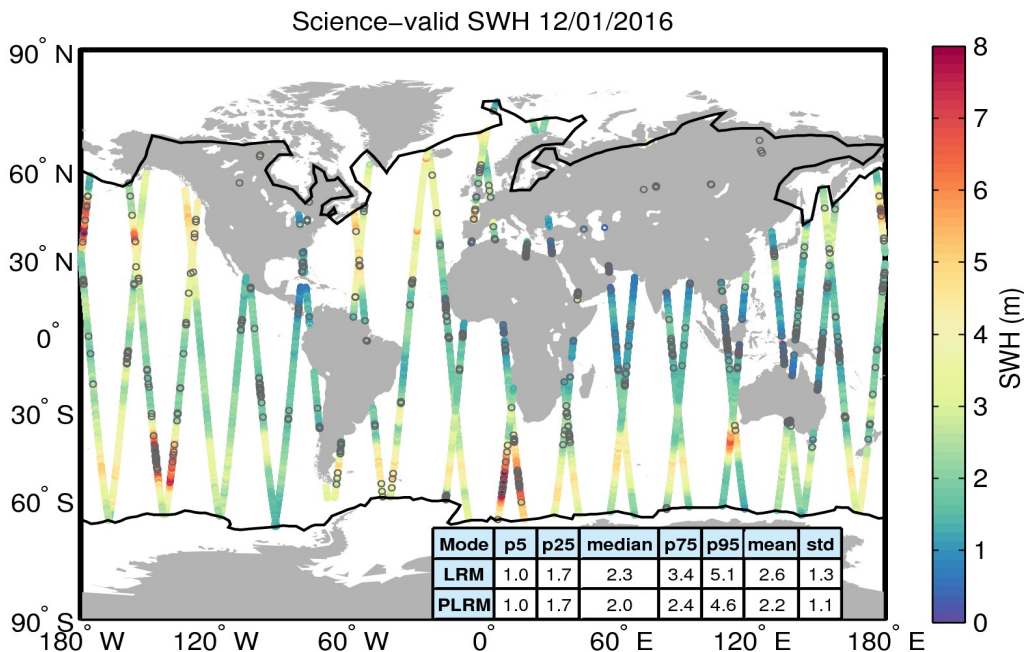 Science−valid SWH 12/01/2016
90° N
60° N
30° N
0°
30° S
60° S
90° S
180° W
120° W
60° W
0°
60° E
120° E
180° E
8
7
6
5
4
3
2
1
0
SWH (m)
Mode p5 p25 median p75 p95 mean std
LRM 1.0 1.7 2.3 3.4 5.1 2.6 1.3
PLRM 1.0 1.7 2.0 2.4 4.6 2.2 1.1